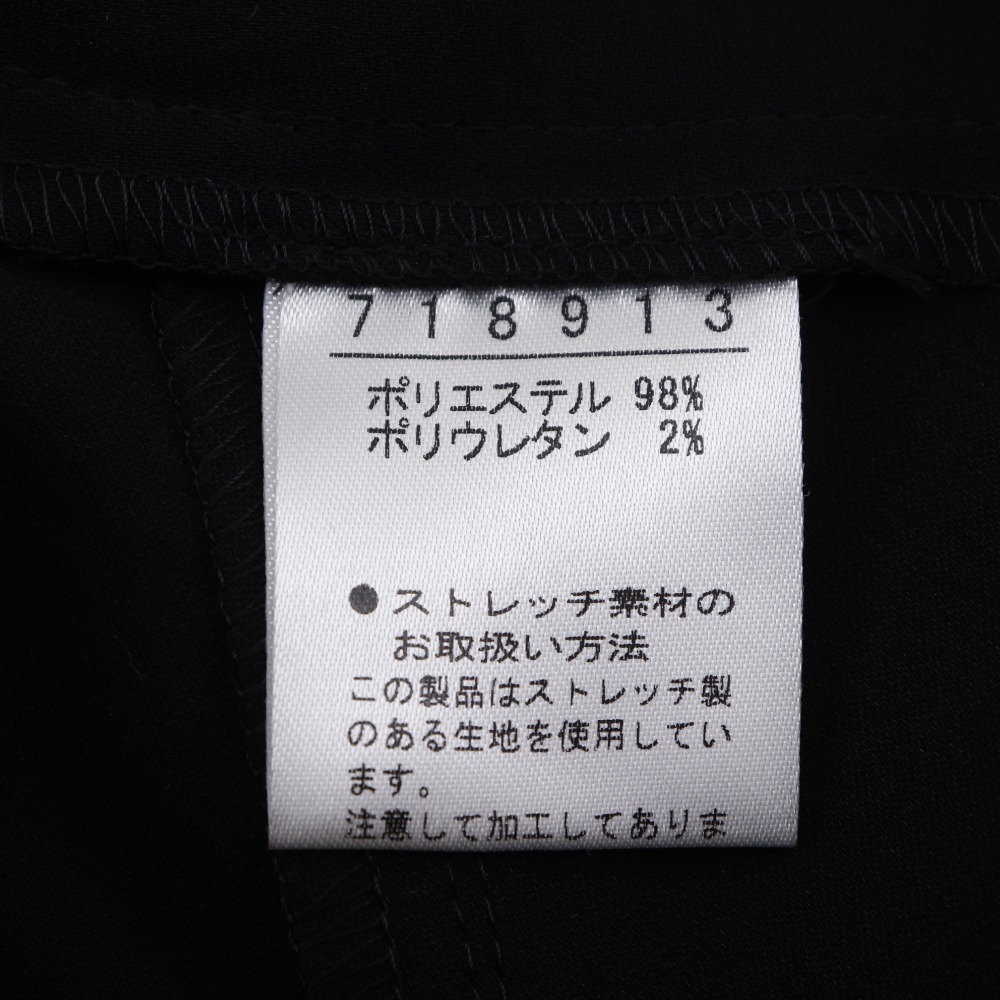 718913
ポリエステル 98%
ポリウレタン 2%
●ストレッチ素材の
お取扱い方法
この製品はストレッチ製
のある生地を使用してい
ます。
注意して加工してありま